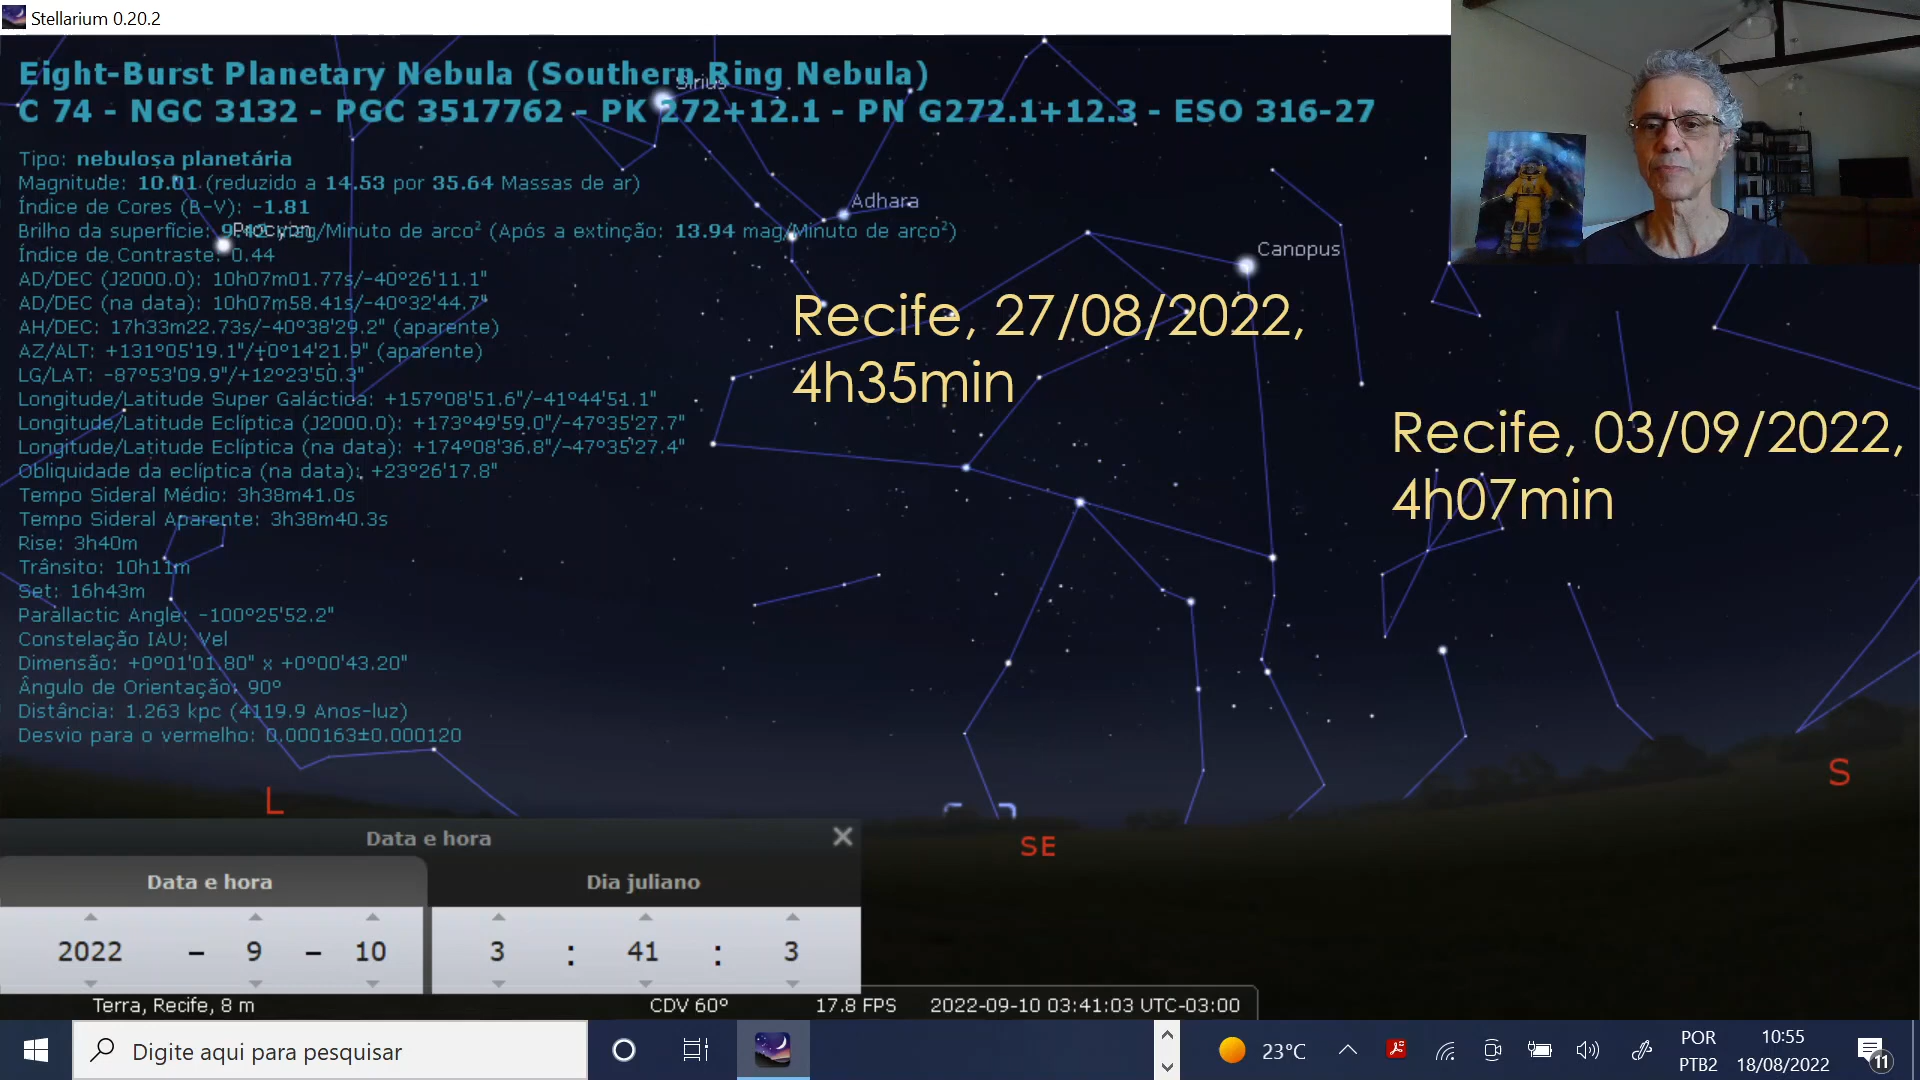 Stellarium 0.20.2
Eight-Burst Planetary Nebula (Southern Ring Nebula)
Sirius
C 74 - NGC 3132 - PGC 3517762 - PK 272+12.1 - PN G272.1+12.3 - ESO 316-27
Tipo: nebulosa planetária
Magnitude: 10.01 (reduzido a 14.53 por 35.64 Massas de ar)
Índice de Cores (B-V): -1.81
Adhara
Brilho da superfície: mag/Minuto de arco² (Após a extinção: 13.94 mag/Minuto de arco²)
Procyon
Canopus
Índice de Contraste: 0.44
AD/DEC (J2000.0): 10h07m01.77s/-40°26'11.1"
AD/DEC (na data): 10h07m58.41s/-40°32'44.7"
AH/DEC: 17h33m22.73s/-40°38'29.2" (aparente)
AZ/ALT: +131°05'19.1"/+0°14'21.9" (aparente)
LG/LAT: -87°53'09.9"/+12°23'50.3"
Longitude/Latitude Super Galáctica: +157°08'51.6"/-41°44'51.1"
Longitude/Latitude Eclíptica (J2000.0): +173°49'59.0"/-47°35'27.7"
Longitude/Latitude Eclíptica (na data): +174°08'36.8"/-47°35'27.4"
Obliquidade da eclíptica (na data): +23°26'17.8"
Tempo Sideral Médio: 3h38m41.0s
Tempo Sideral Aparente: 3h38m40.3s
Rise: 3h40m
Trânsito: 10h11m
Set: 16h43m
Parallactic Angle: -100°25'52.2"
Constelação IAU: Vel
Dimensão: +0°01'01.80" x +0°00'43.20"
Ângulo de Orientação: 90°
Distância: 1.263 kpc (4119.9 Anos-luz)
Desvio para o vermelho: 0.000163±0.000120
Recife, 27/08/2022,
4h35min
Recife, 03/09/2022,
4h07min
L
SE
S
Data e hora
Data e hora
Dia juliano
2022 - 9 - 10
3 : 41 : 3
Terra, Recife, 8 m
CDV 60°
17.8 FPS
2022-09-10 03:41:03 UTC-03:00
Digite aqui para pesquisar
23°C
POR
PTB2
10:55
18/08/2022
11